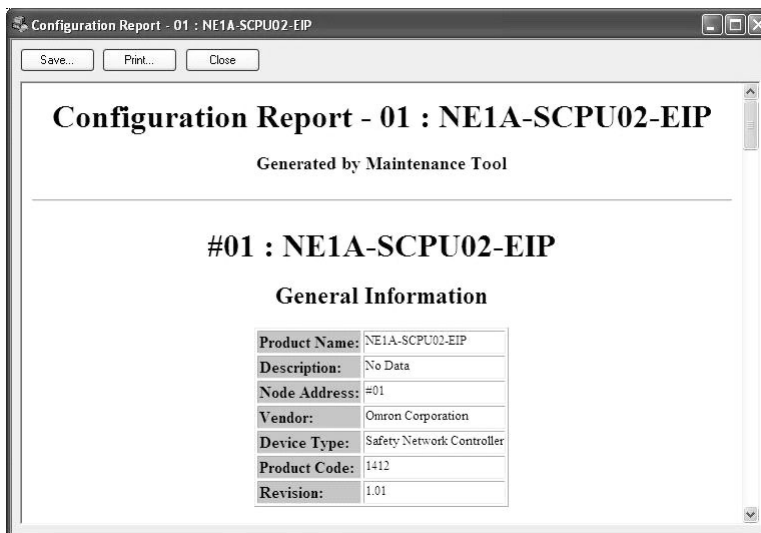 Configuration Report - 01 : NE1A-SCPU02-EIP
Save... Print... Close
Configuration Report - 01 : NE1A-SCPU02-EIP
Generated by Maintenance Tool
#01 : NE1A-SCPU02-EIP
General Information
Product Name: NE1A-SCPU02-EIP
Description: No Data
Node Address: #01
Vendor: Omron Corporation
Device Type: Safety Network Controller
Product Code: 1412
Revision: 1.01